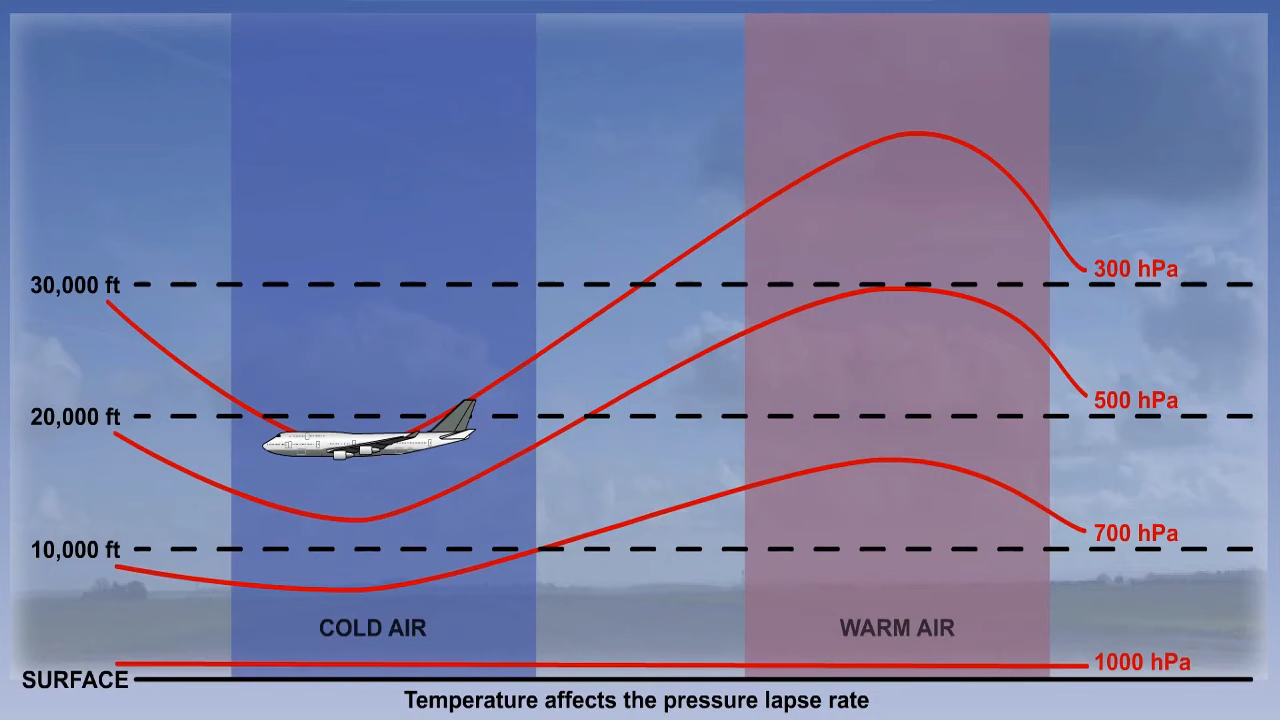 300 hPa
30,000 ft
500 hPa
20,000 ft
700 hPa
10,000 ft
COLD AIR
WARM AIR
1000 hPa
SURFACE
Temperature affects the pressure lapse rate